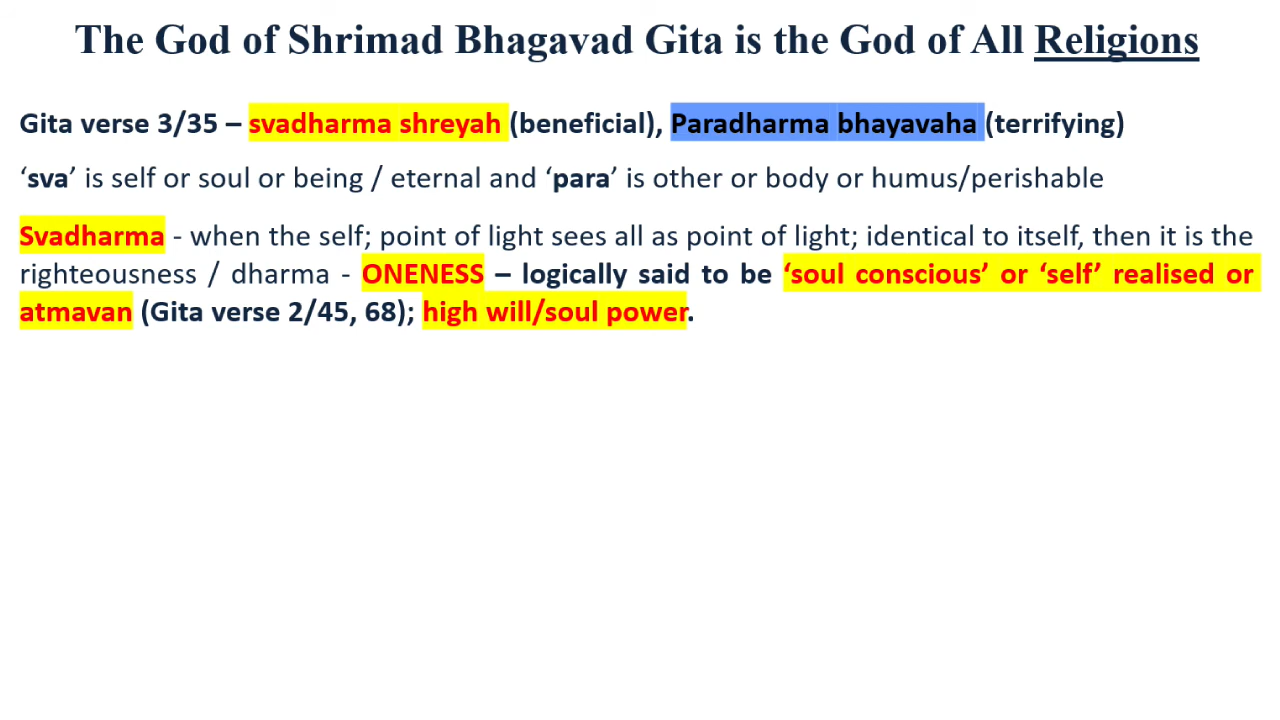 The God of Shrimad Bhagavad Gita is the God of All Religions
Gita verse 3/35 – svadharma shreyah (beneficial), Paradharma bhayavaha (terrifying)
‘sva’ is self or soul or being / eternal and ‘para’ is other or body or humus/perishable
Svadharma - when the self; point of light sees all as point of light; identical to itself, then it is the
righteousness / dharma - ONENESS – logically said to be ‘soul conscious’ or ‘self’ realised or
atmavan (Gita verse 2/45, 68); high will/soul power.